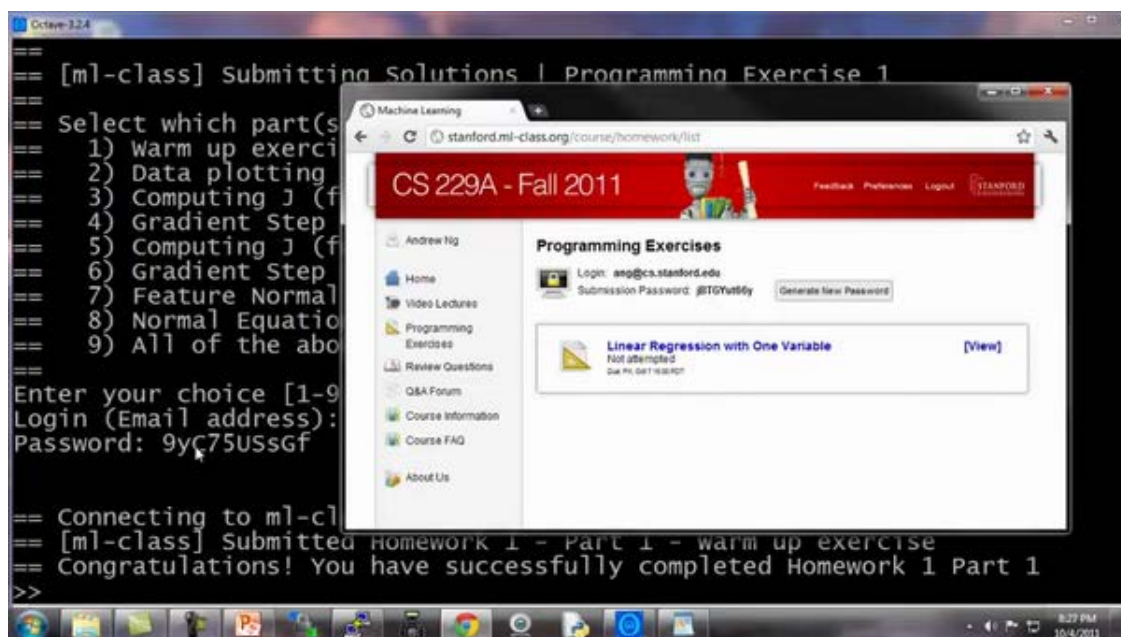 Octave-3.2.4
==
== [ml-class] Submitting Solutions | Programming Exercise 1
==
== Select which part(s
== 1) Warm up exerci
== 2) Data plotting
== 3) Computing J (f
== 4) Gradient Step
== 5) Computing J (f
== 6) Gradient Step
== 7) Feature Normal
== 8) Normal Equatio
== 9) All of the abo
==
Enter your choice [1-9
Login (Email address):
Password: 9yC75USsGf
== Connecting to ml-cl
== [ml-class] Submitted Homework 1 - Part 1 - Warm up exercise
== Congratulations! You have successfully completed Homework 1 Part 1
>>
Machine Learning
stanford.ml-class.org/course/homework/list
CS 229A - Fall 2011
Feedback Preferences Logout STANFORD
Andrew Ng
Home
Video Lectures
Programming
Exercises
Review Questions
Q&A Forum
Course Information
Course FAQ
About Us
Programming Exercises
Login: ang@cs.stanford.edu
Submission Password:
Generate New Password
Linear Regression with One Variable [View]
Not attempted
8:27 PM
10/4/2011